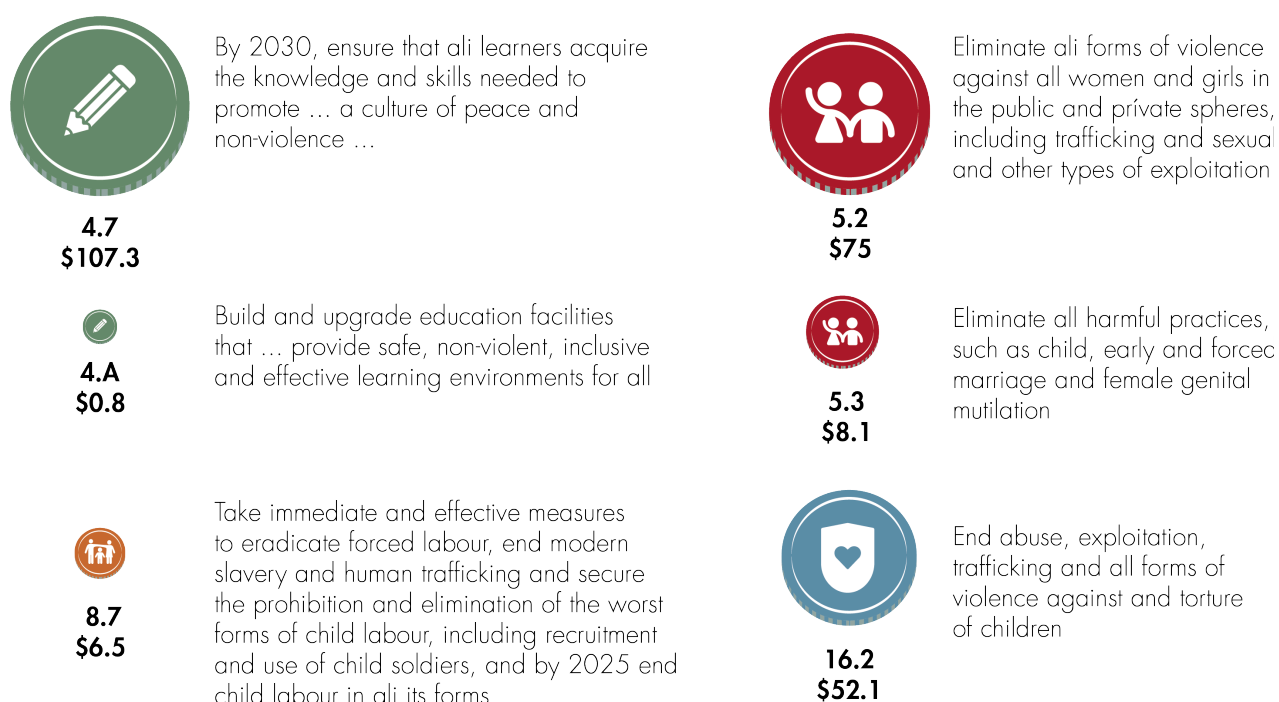 By 2030, ensure that ali learners acquire
the knowledge and skills needed to
promote ... a culture of peace and
non-violence ...
4.7
$107.3
Build and upgrade education facilities
that ... provide safe, non-violent, inclusive
and effective learning environments for all
4.A
$0.8
Take immediate and effective measures
to eradicate forced labour, end modern
slavery and human trafficking and secure
the prohibition and elimination of the worst
forms of child labour, including recruitment
and use of child soldiers, and by 2025 end
child labour in ali its forms
8.7
$6.5
Eliminate ali forms of violence
against all women and girls in
the public and prívate spheres,
including trafficking and sexual
and other types of exploitation
5.2
$75
Eliminate all harmful practices,
such as child, early and forced
marriage and female genital
mutilation
5.3
$8.1
End abuse, exploitation,
trafficking and all forms of
violence against and torture
of children
16.2
$52.1